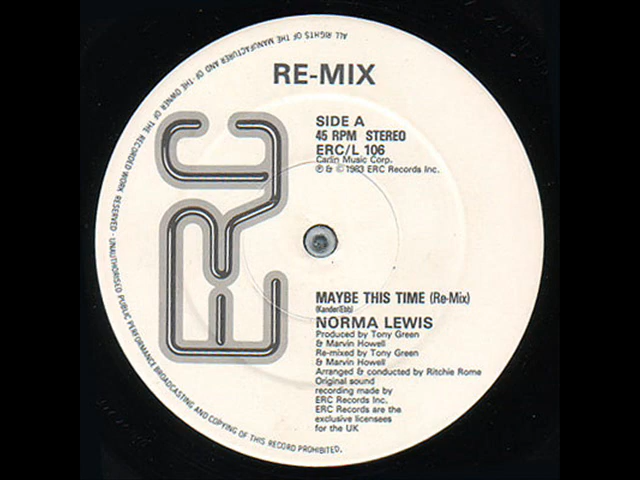 ALL RIGHTS OF THE MANUFACTURER AND OF THE OWNER OF THE RECORDED WORK RESERVED - UNAUTHORISED PUBLIC PERFORMANCE BROADCASTING AND COPYING OF THIS RECORD PROHIBITED.
RE-MIX
ERC
SIDE A
45 RPM STEREO
ERC/L 106
Carlin Music Corp.
℗ & © 1983 ERC Records Inc.
MAYBE THIS TIME (Re-Mix)
(Kander/Ebb)
NORMA LEWIS
Produced by Tony Green
& Marvin Howell
Re-mixed by Tony Green
& Marvin Howell
Arranged & conducted by Ritchie Rome
Original sound
recording made by
ERC Records Inc.
ERC Records are the
exclusive licensees
for the UK